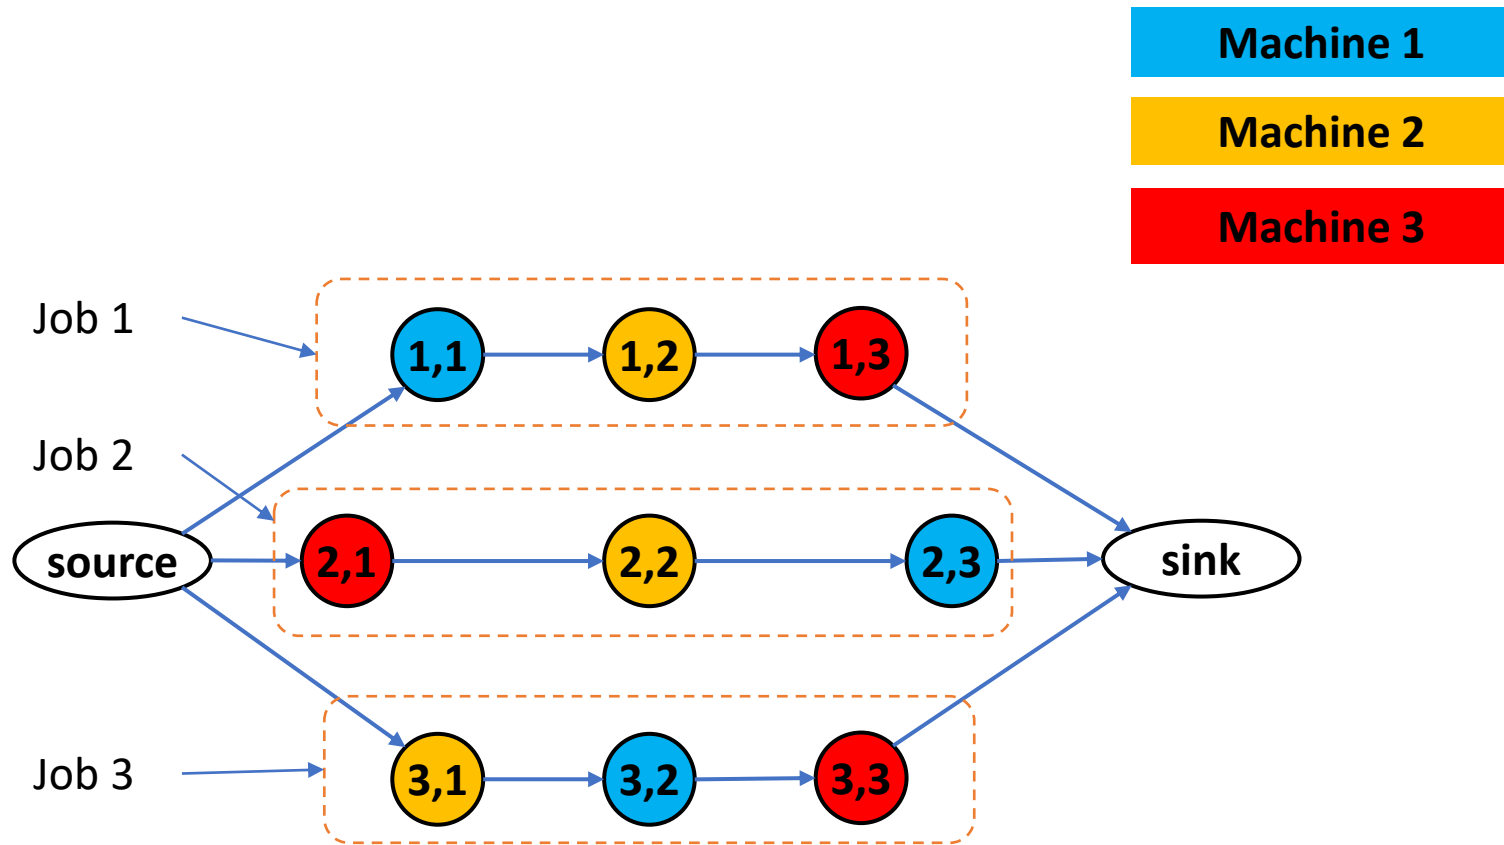 Machine 1
Machine 2
Machine 3
Job 1
1,1
1,2
1,3
Job 2
source
2,1
2,2
2,3
sink
Job 3
3,1
3,2
3,3